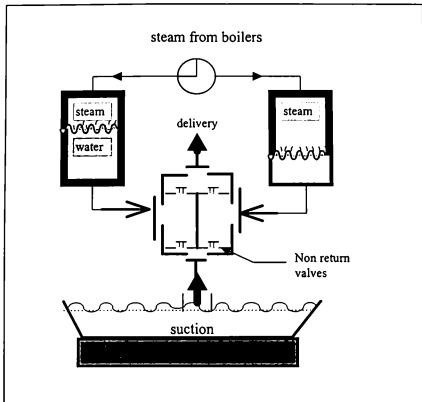 steam from boilers
steam
steam
delivery
water
Non return
valves
suction